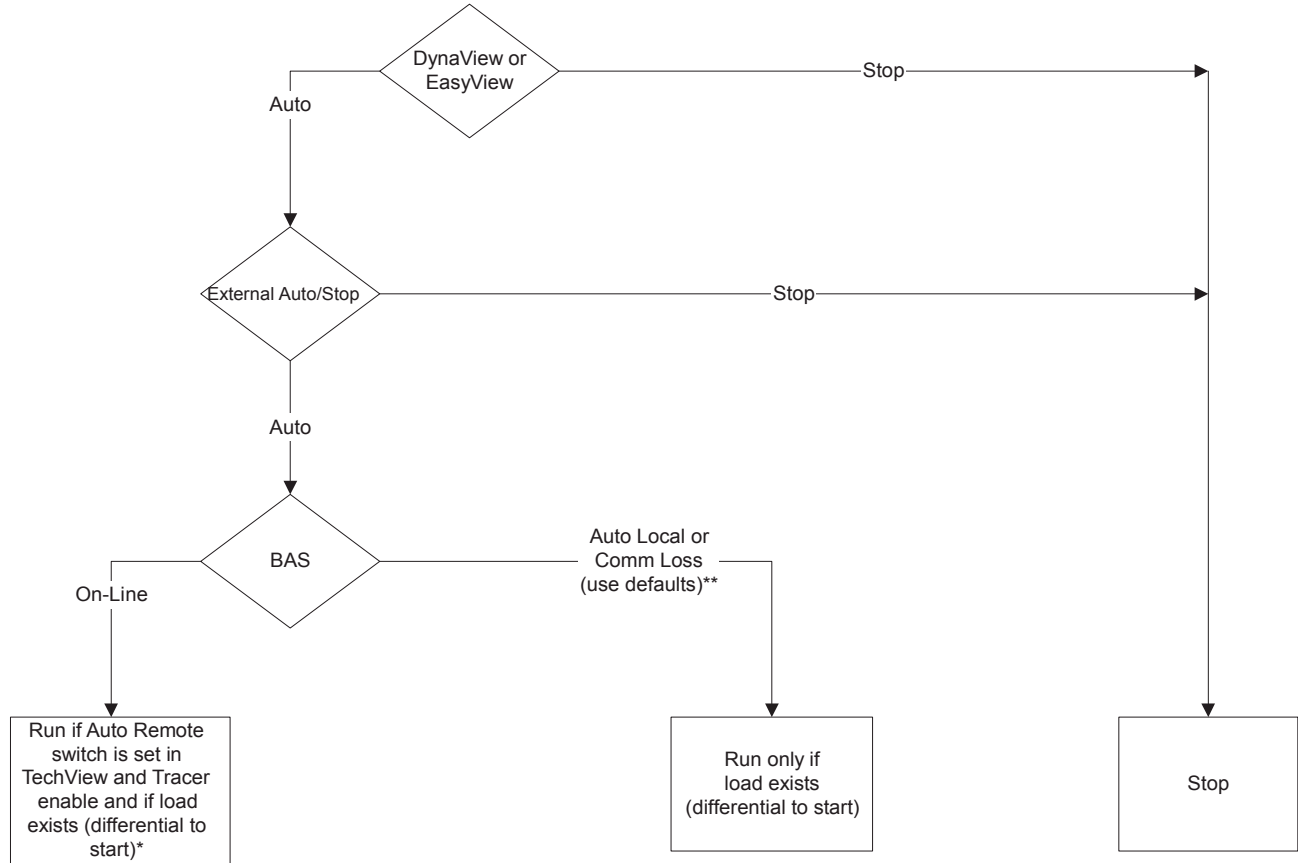 DynaView or
EasyView
Stop
Auto
External Auto/Stop
Stop
Auto
BAS
Auto Local or
Comm Loss
(use defaults)**
On-Line
Run if Auto Remote
switch is set in
TechView and Tracer
enable and if load
exists (differential to
start)*
Run only if
load exists
(differential to start)
Stop